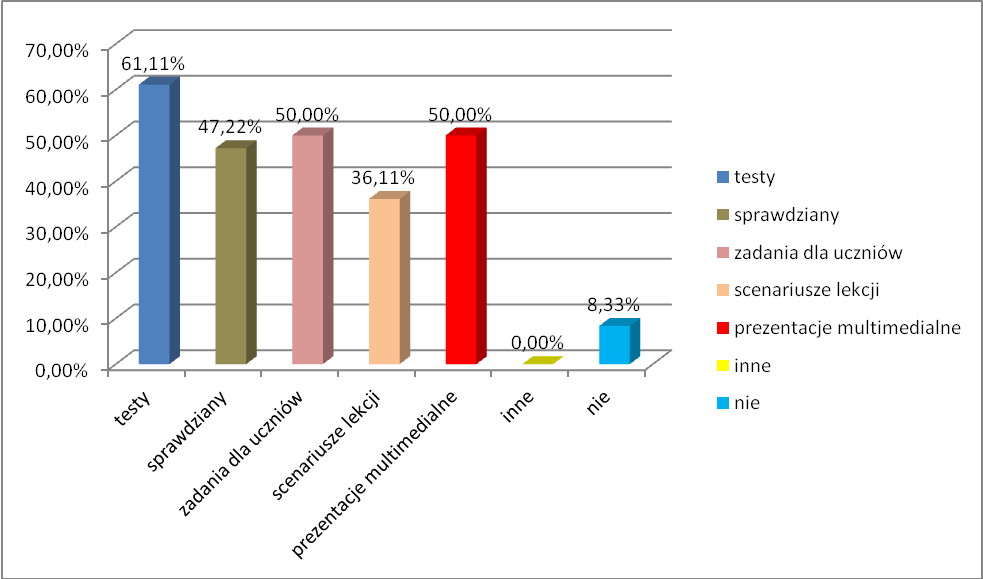 70,00%
60,00%
50,00%
40,00%
30,00%
20,00%
10,00%
0,00%
61,11%
47,22%
50,00%
36,11%
50,00%
0,00%
8,33%
testy
sprawdziany
zadania dla uczniów
scenariusze lekcji
prezentacje multimedialne
inne
nie
testy
sprawdziany
zadania dla uczniów
scenariusze lekcji
prezentacje multimedialne
inne
nie